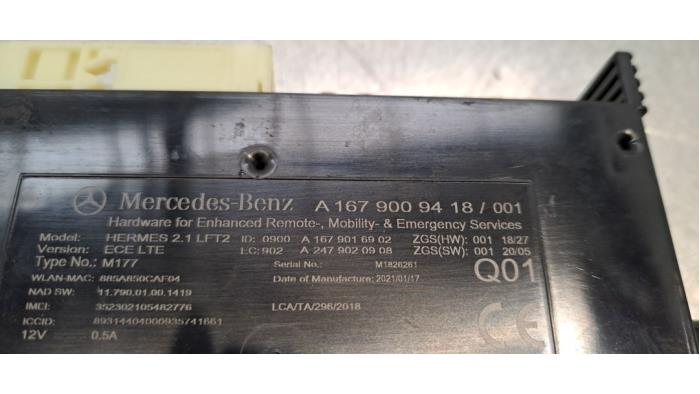 Mercedes-Benz A 167 900 94 18 / 001
Hardware for Enhanced Remote-, Mobility- & Emergency Services
Model: HERMES 2.1 LFT2 ID: 0900 A 167 901 69 02 ZGS(HW): 001 18/27
Version: ECE LTE EC: 902 A 247 902 09 08 ZGS(SW): 001 20/05
Type No.: M177 Serial No.: M1826261 Q01
WLAN-MAC: 885A850CAF04 Date of Manufacture: 2021/01/17
NAD SW: 11.790.01.00.1419
IMEI: 352302105482776 LCA/TA/296/2018
ICCID: 89314404000935741661
12V 0.5A CE